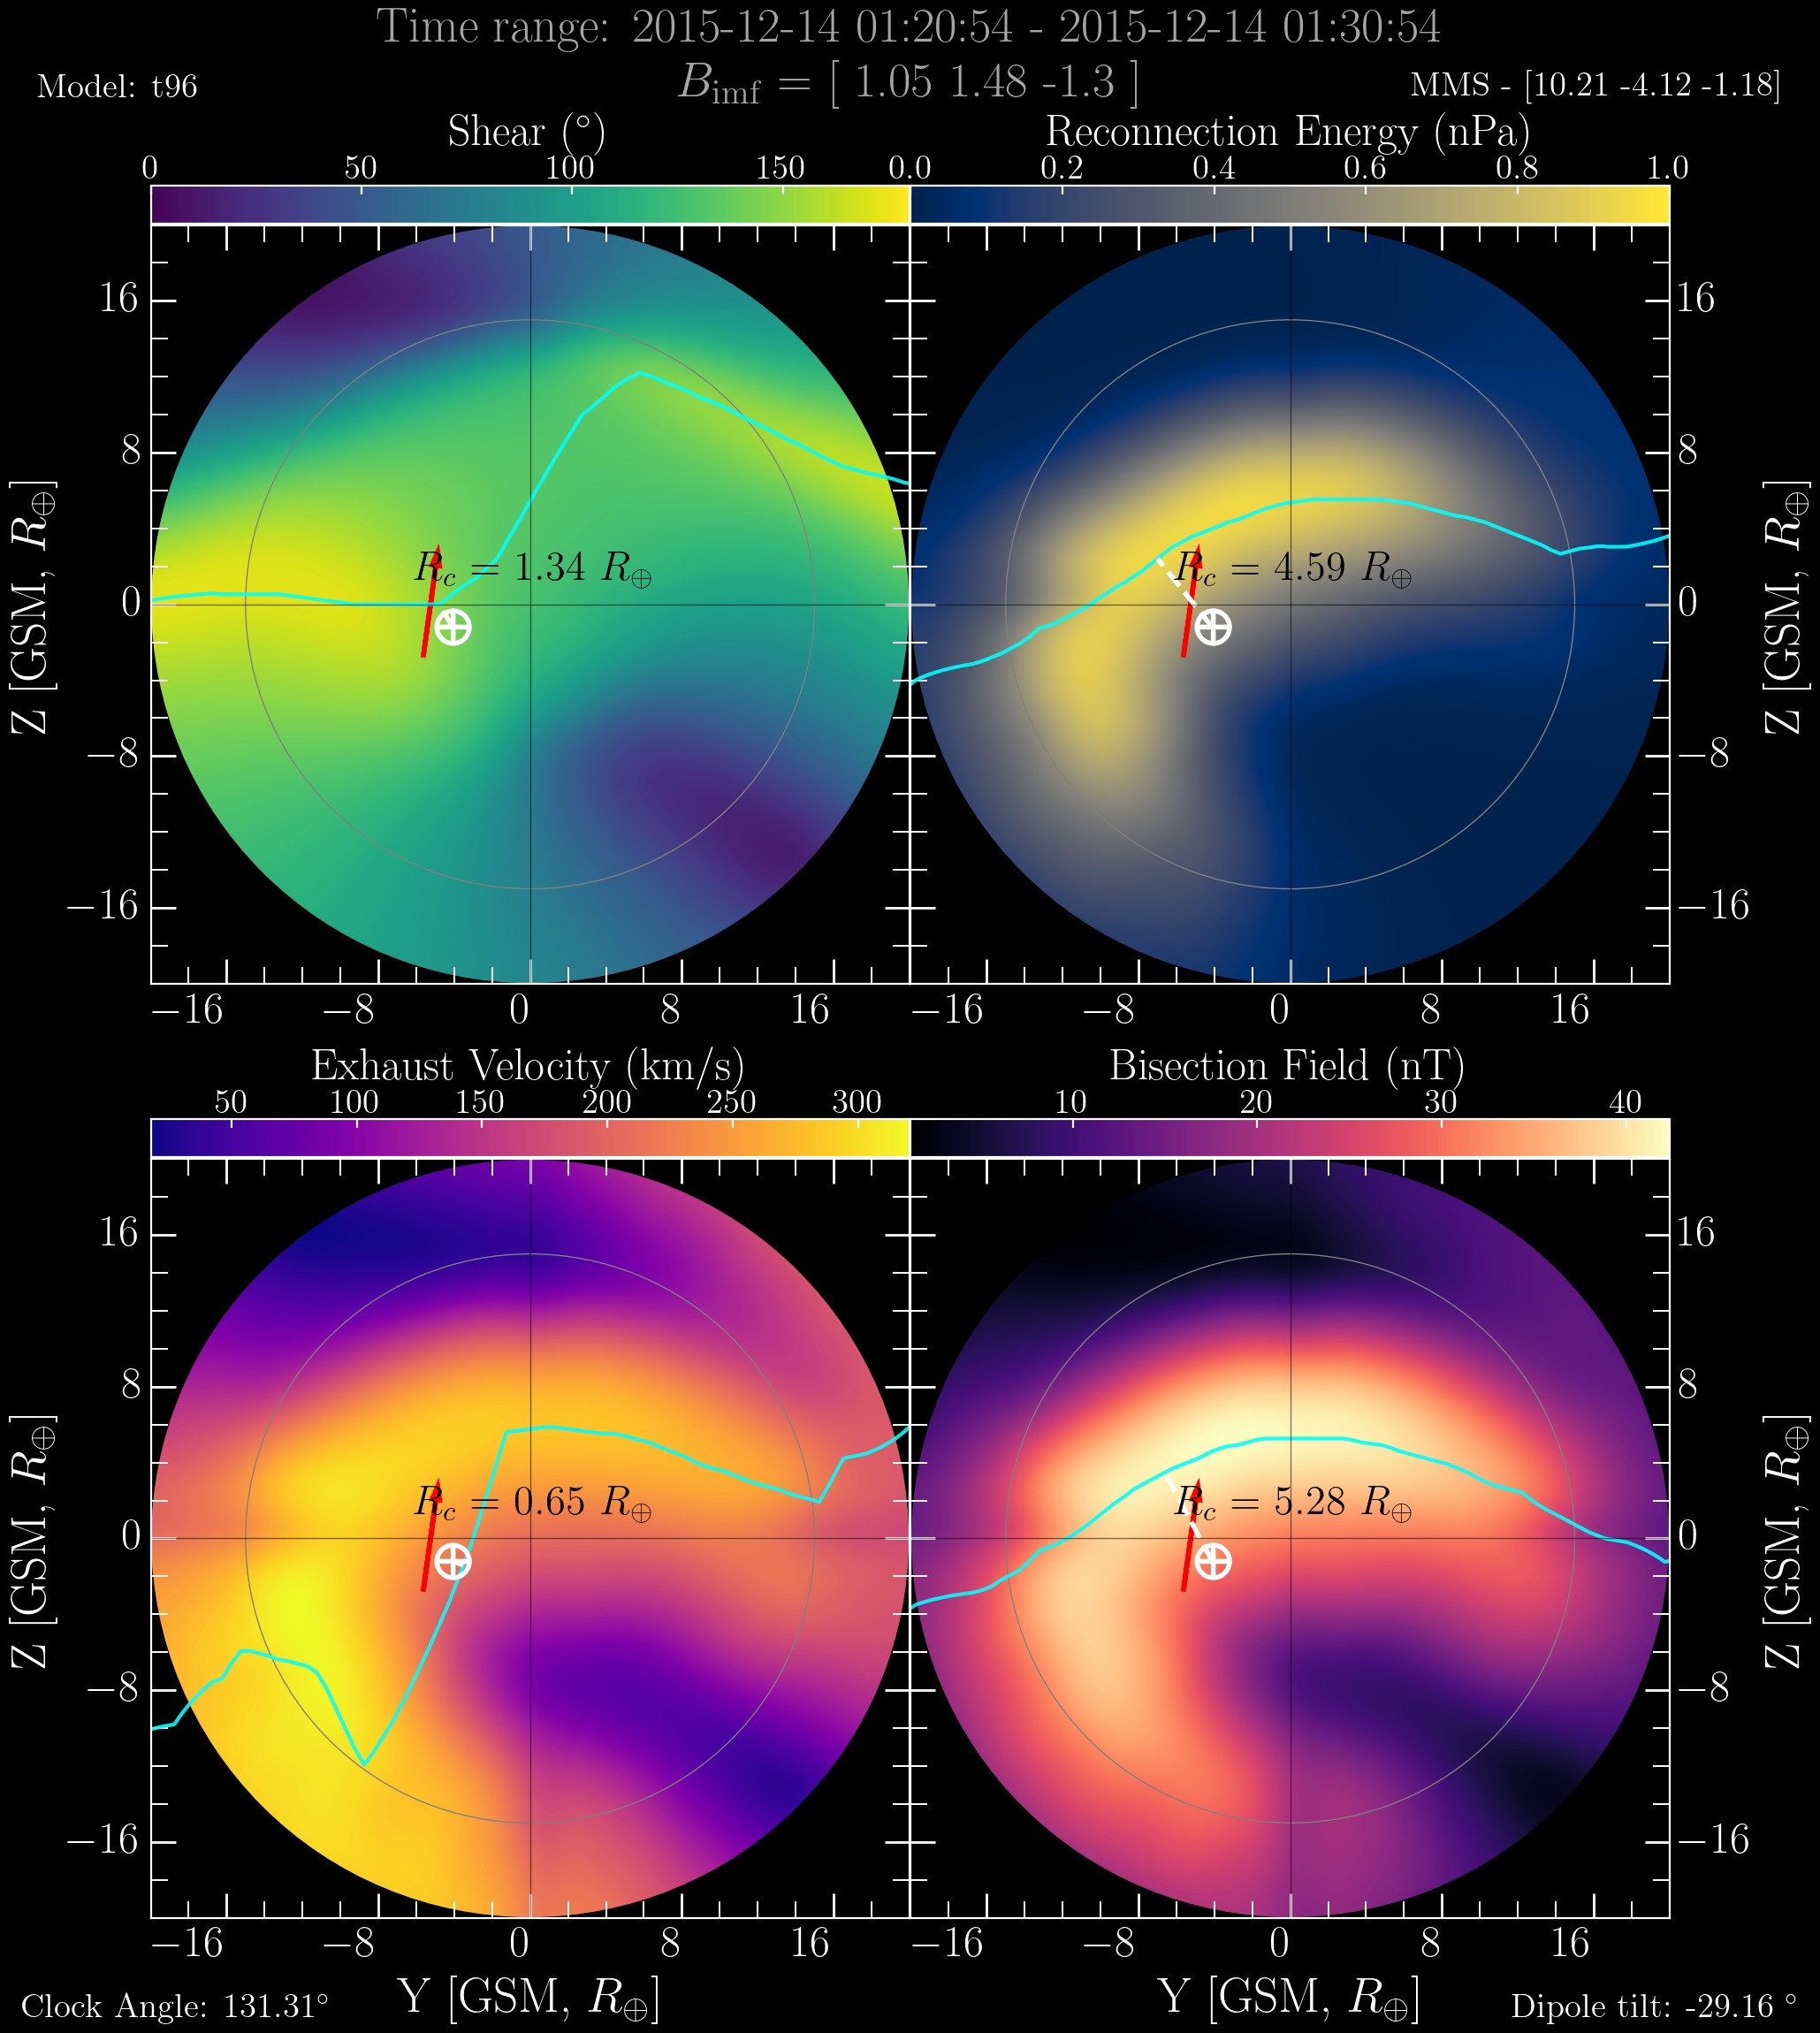 Time range: 2015-12-14 01:20:54 - 2015-12-14 01:30:54
Model: t96
B_imf = [ 1.05 1.48 -1.3 ]
MMS - [10.21 -4.12 -1.18]
Shear (°)
Reconnection Energy (nPa)
0 50 100 150
0.0 0.2 0.4 0.6 0.8 1.0
16 8 0 −8 −16
Z [GSM, R⊕]
R_c = 1.34 R⊕
R_c = 4.59 R⊕
16 8 0 −8 −16
Z [GSM, R⊕]
−16 −8 0 8 16
−16 −8 0 8 16
Exhaust Velocity (km/s)
Bisection Field (nT)
50 100 150 200 250 300
10 20 30 40
16 8 0 −8 −16
Z [GSM, R⊕]
R_c = 0.65 R⊕
R_c = 5.28 R⊕
16 8 0 −8 −16
Z [GSM, R⊕]
−16 −8 0 8 16
−16 −8 0 8 16
Y [GSM, R⊕]
Y [GSM, R⊕]
Clock Angle: 131.31°
Dipole tilt: -29.16 °